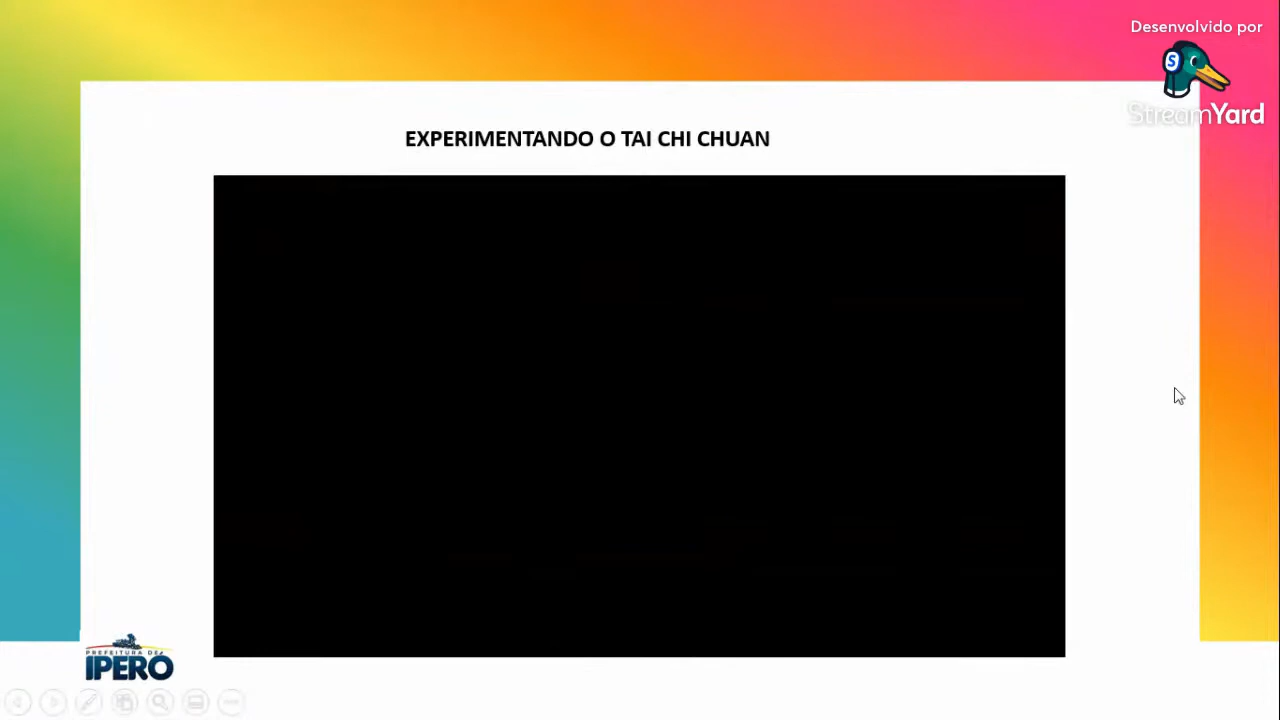 Desenvolvido por
StreamYard
EXPERIMENTANDO O TAI CHI CHUAN
PREFEITURA DE
IPERÓ